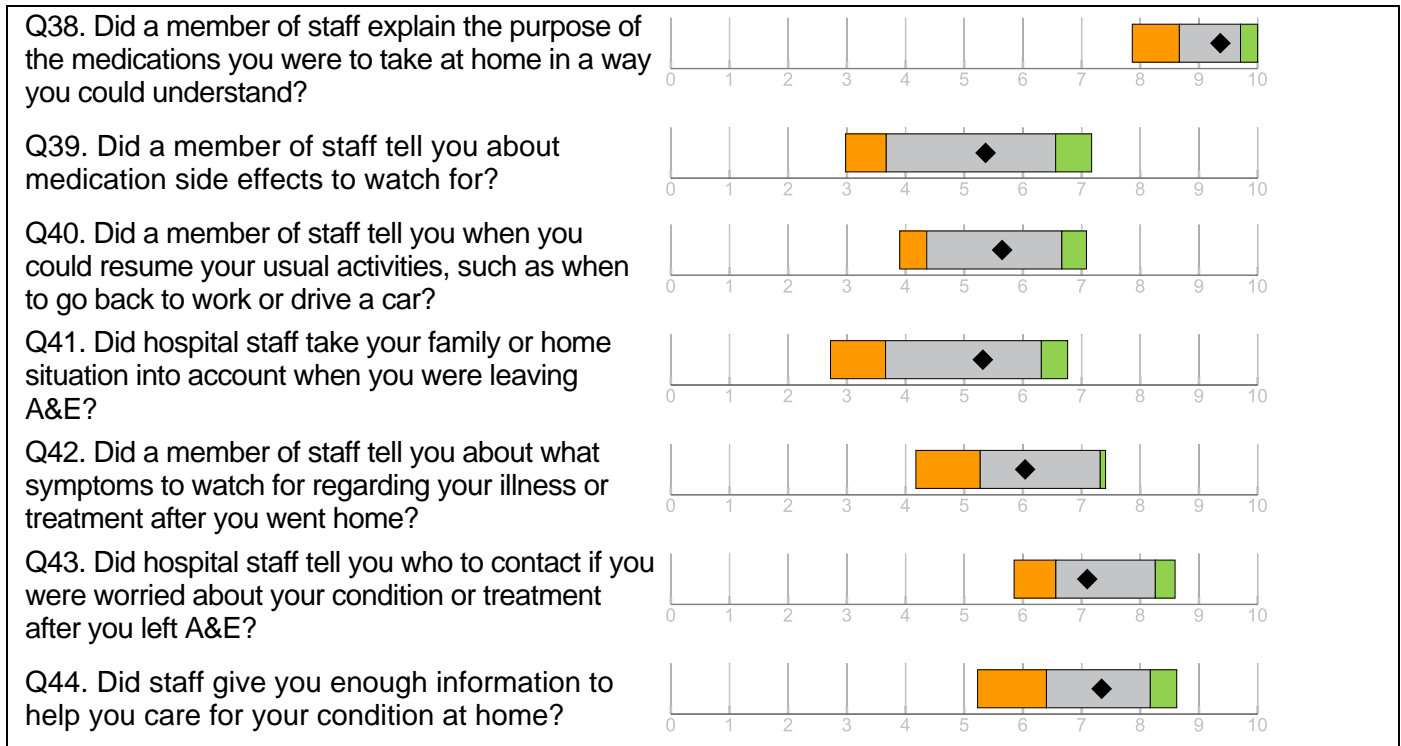 Q38. Did a member of staff explain the purpose of
the medications you were to take at home in a way
you could understand?
0 1 2 3 4 5 6 7 8 9 10
Q39. Did a member of staff tell you about
medication side effects to watch for?
0 1 2 3 4 5 6 7 8 9 10
Q40. Did a member of staff tell you when you
could resume your usual activities, such as when
to go back to work or drive a car?
0 1 2 3 4 5 6 7 8 9 10
Q41. Did hospital staff take your family or home
situation into account when you were leaving
A&E?
0 1 2 3 4 5 6 7 8 9 10
Q42. Did a member of staff tell you about what
symptoms to watch for regarding your illness or
treatment after you went home?
0 1 2 3 4 5 6 7 8 9 10
Q43. Did hospital staff tell you who to contact if you
were worried about your condition or treatment
after you left A&E?
0 1 2 3 4 5 6 7 8 9 10
Q44. Did staff give you enough information to
help you care for your condition at home?
0 1 2 3 4 5 6 7 8 9 10